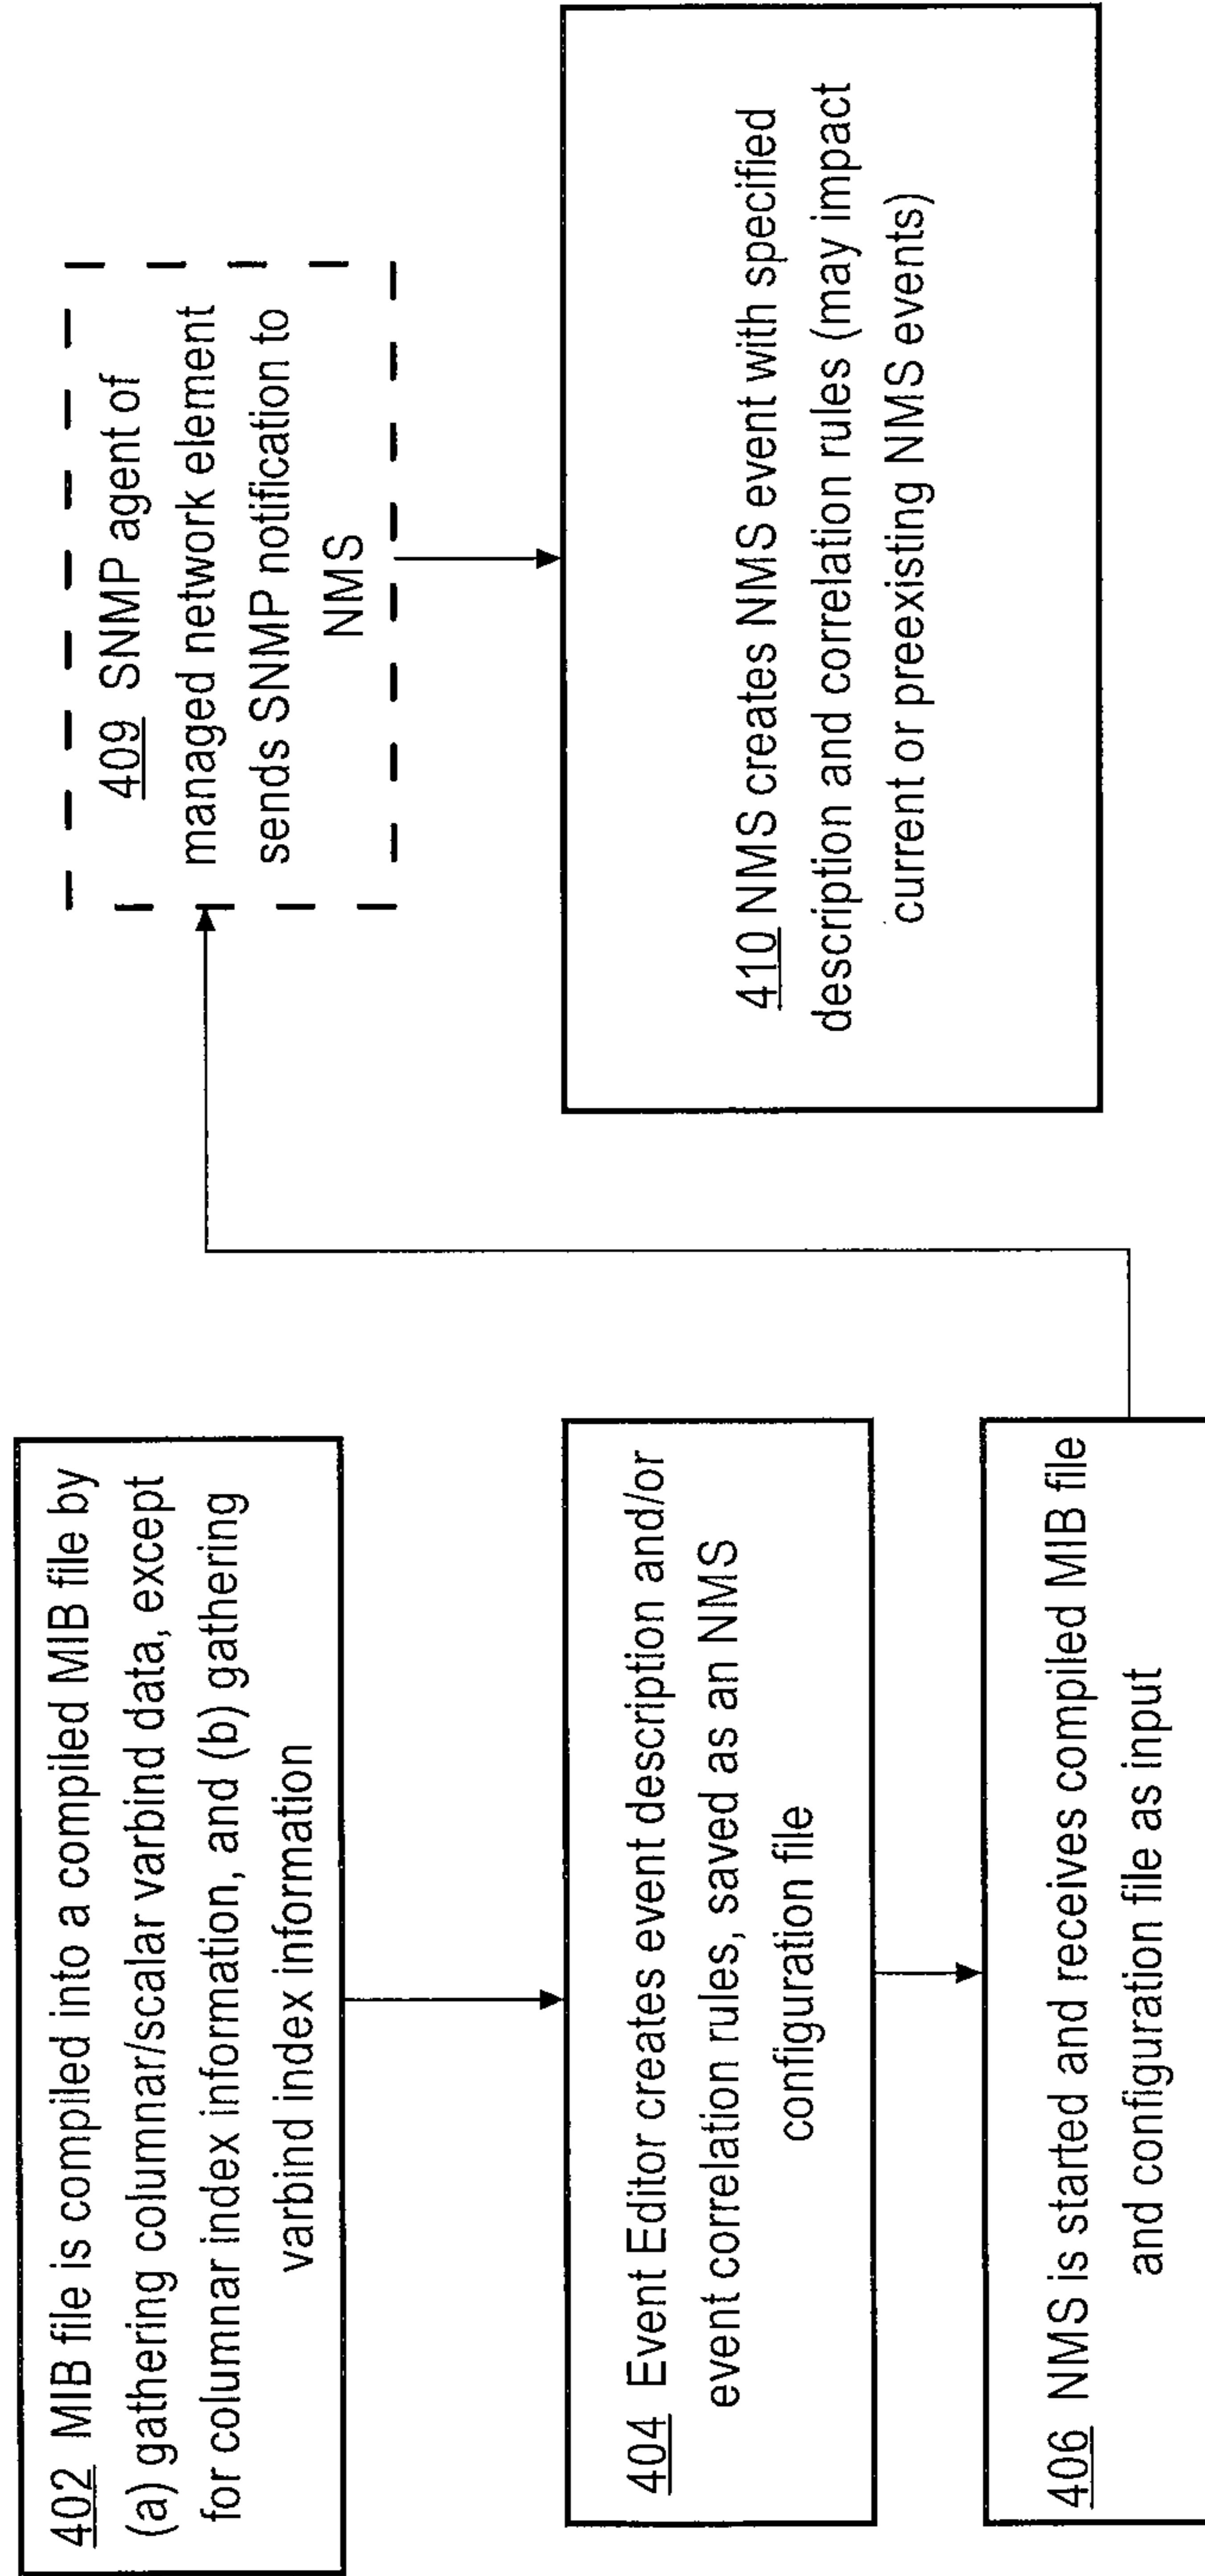 402 MIB file is compiled into a compiled MIB file by
(a) gathering columnar/scalar varbind data, except
for columnar index information, and (b) gathering
varbind index information
404 Event Editor creates event description and/or
event correlation rules, saved as an NMS
configuration file
406 NMS is started and receives compiled MIB file
and configuration file as input
409 SNMP agent of
managed network element
sends SNMP notification to
NMS
410 NMS creates NMS event with specified
description and correlation rules (may impact
current or preexisting NMS events)